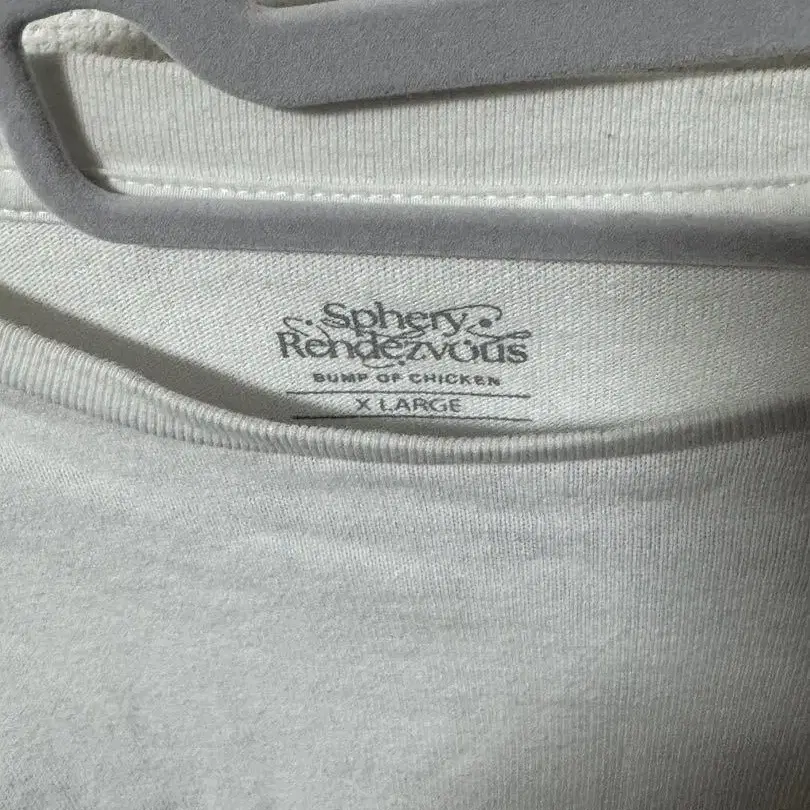 Sphery
Rendezvous
BUMP OF CHICKEN
X LARGE